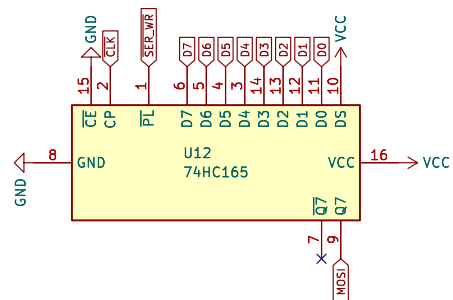 GND CLK SER_WR D7 D6 D5 D4 D3 D2 D1 D0 VCC
15 2 1 6 5 4 3 14 13 12 11 10
CE CP PL D7 D6 D5 D4 D3 D2 D1 D0 DS
U12
74HC165
GND 8 GND VCC 16 VCC
Q7 Q7
7 9
MOSI